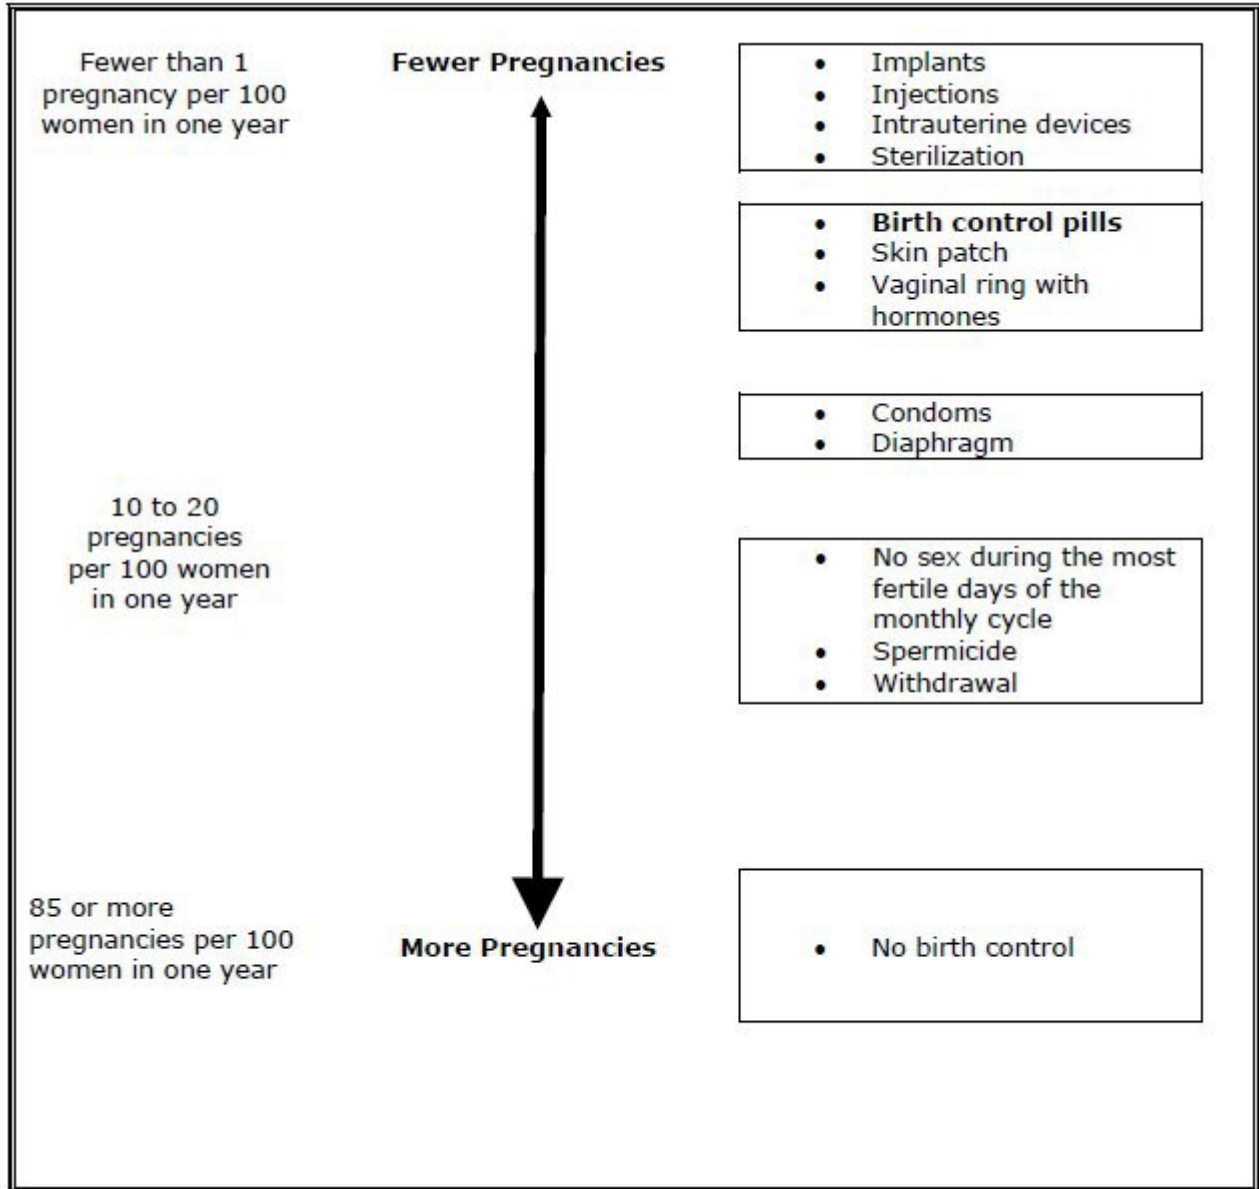 Fewer than 1
pregnancy per 100
women in one year
Fewer Pregnancies
• Implants
• Injections
• Intrauterine devices
• Sterilization
• Birth control pills
• Skin patch
• Vaginal ring with
hormones
• Condoms
• Diaphragm
10 to 20
pregnancies
per 100 women
in one year
• No sex during the most
fertile days of the
monthly cycle
• Spermicide
• Withdrawal
85 or more
pregnancies per 100
women in one year
More Pregnancies
• No birth control